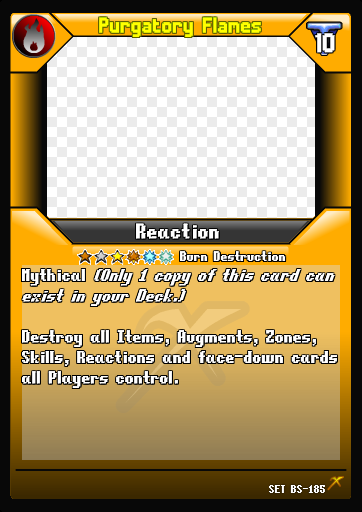 Purgatory Flames
10
Reaction
Burn Destruction
Mythical (Only 1 copy of this card can
exist in your Deck.)
Destroy all Items, Augments, Zones,
Skills, Reactions and face-down cards
all Players control.
SET BS-185